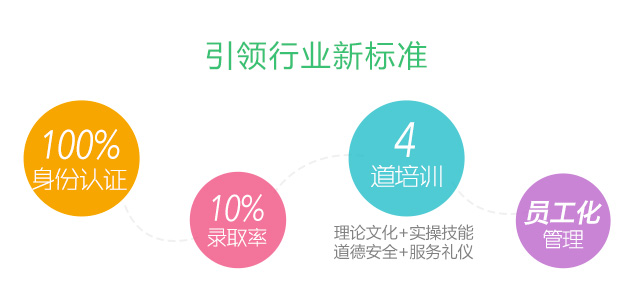 引领行业新标准
100%
身份认证
10%
录取率
4
道培训
理论文化+实操技能
道德安全+服务礼仪
员工化
管理